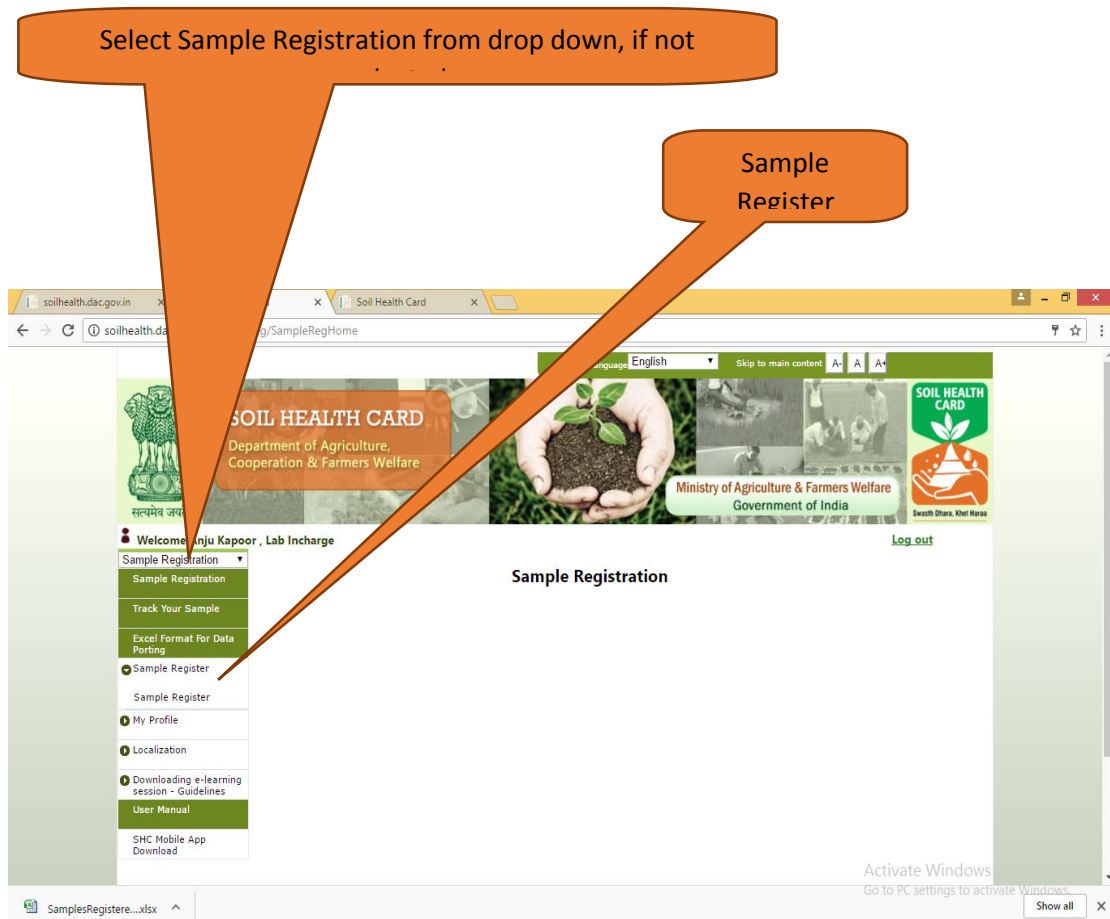 Select Sample Registration from drop down, if not
Sample
Register
soilhealth.dac.gov.in
Soil Health Card
soilhealth.da
g/SampleRegHome
anguage English
Skip to main content A- A A+
SOIL HEALTH CARD
Department of Agriculture,
Cooperation & Farmers Welfare
सत्यमेव जय
Ministry of Agriculture & Farmers Welfare
Government of India
SOIL HEALTH
CARD
Swasth Dhara, Khet Haraa
Welcome Anju Kapoor , Lab Incharge
Log out
Sample Registration
Sample Registration
Sample Registration
Track Your Sample
Excel Format For Data
Porting
Sample Register
Sample Register
My Profile
Localization
Downloading e-learning
session - Guidelines
User Manual
SHC Mobile App
Download
Activate Windows
Go to PC settings to activate Windows.
SamplesRegistere....xlsx
Show all